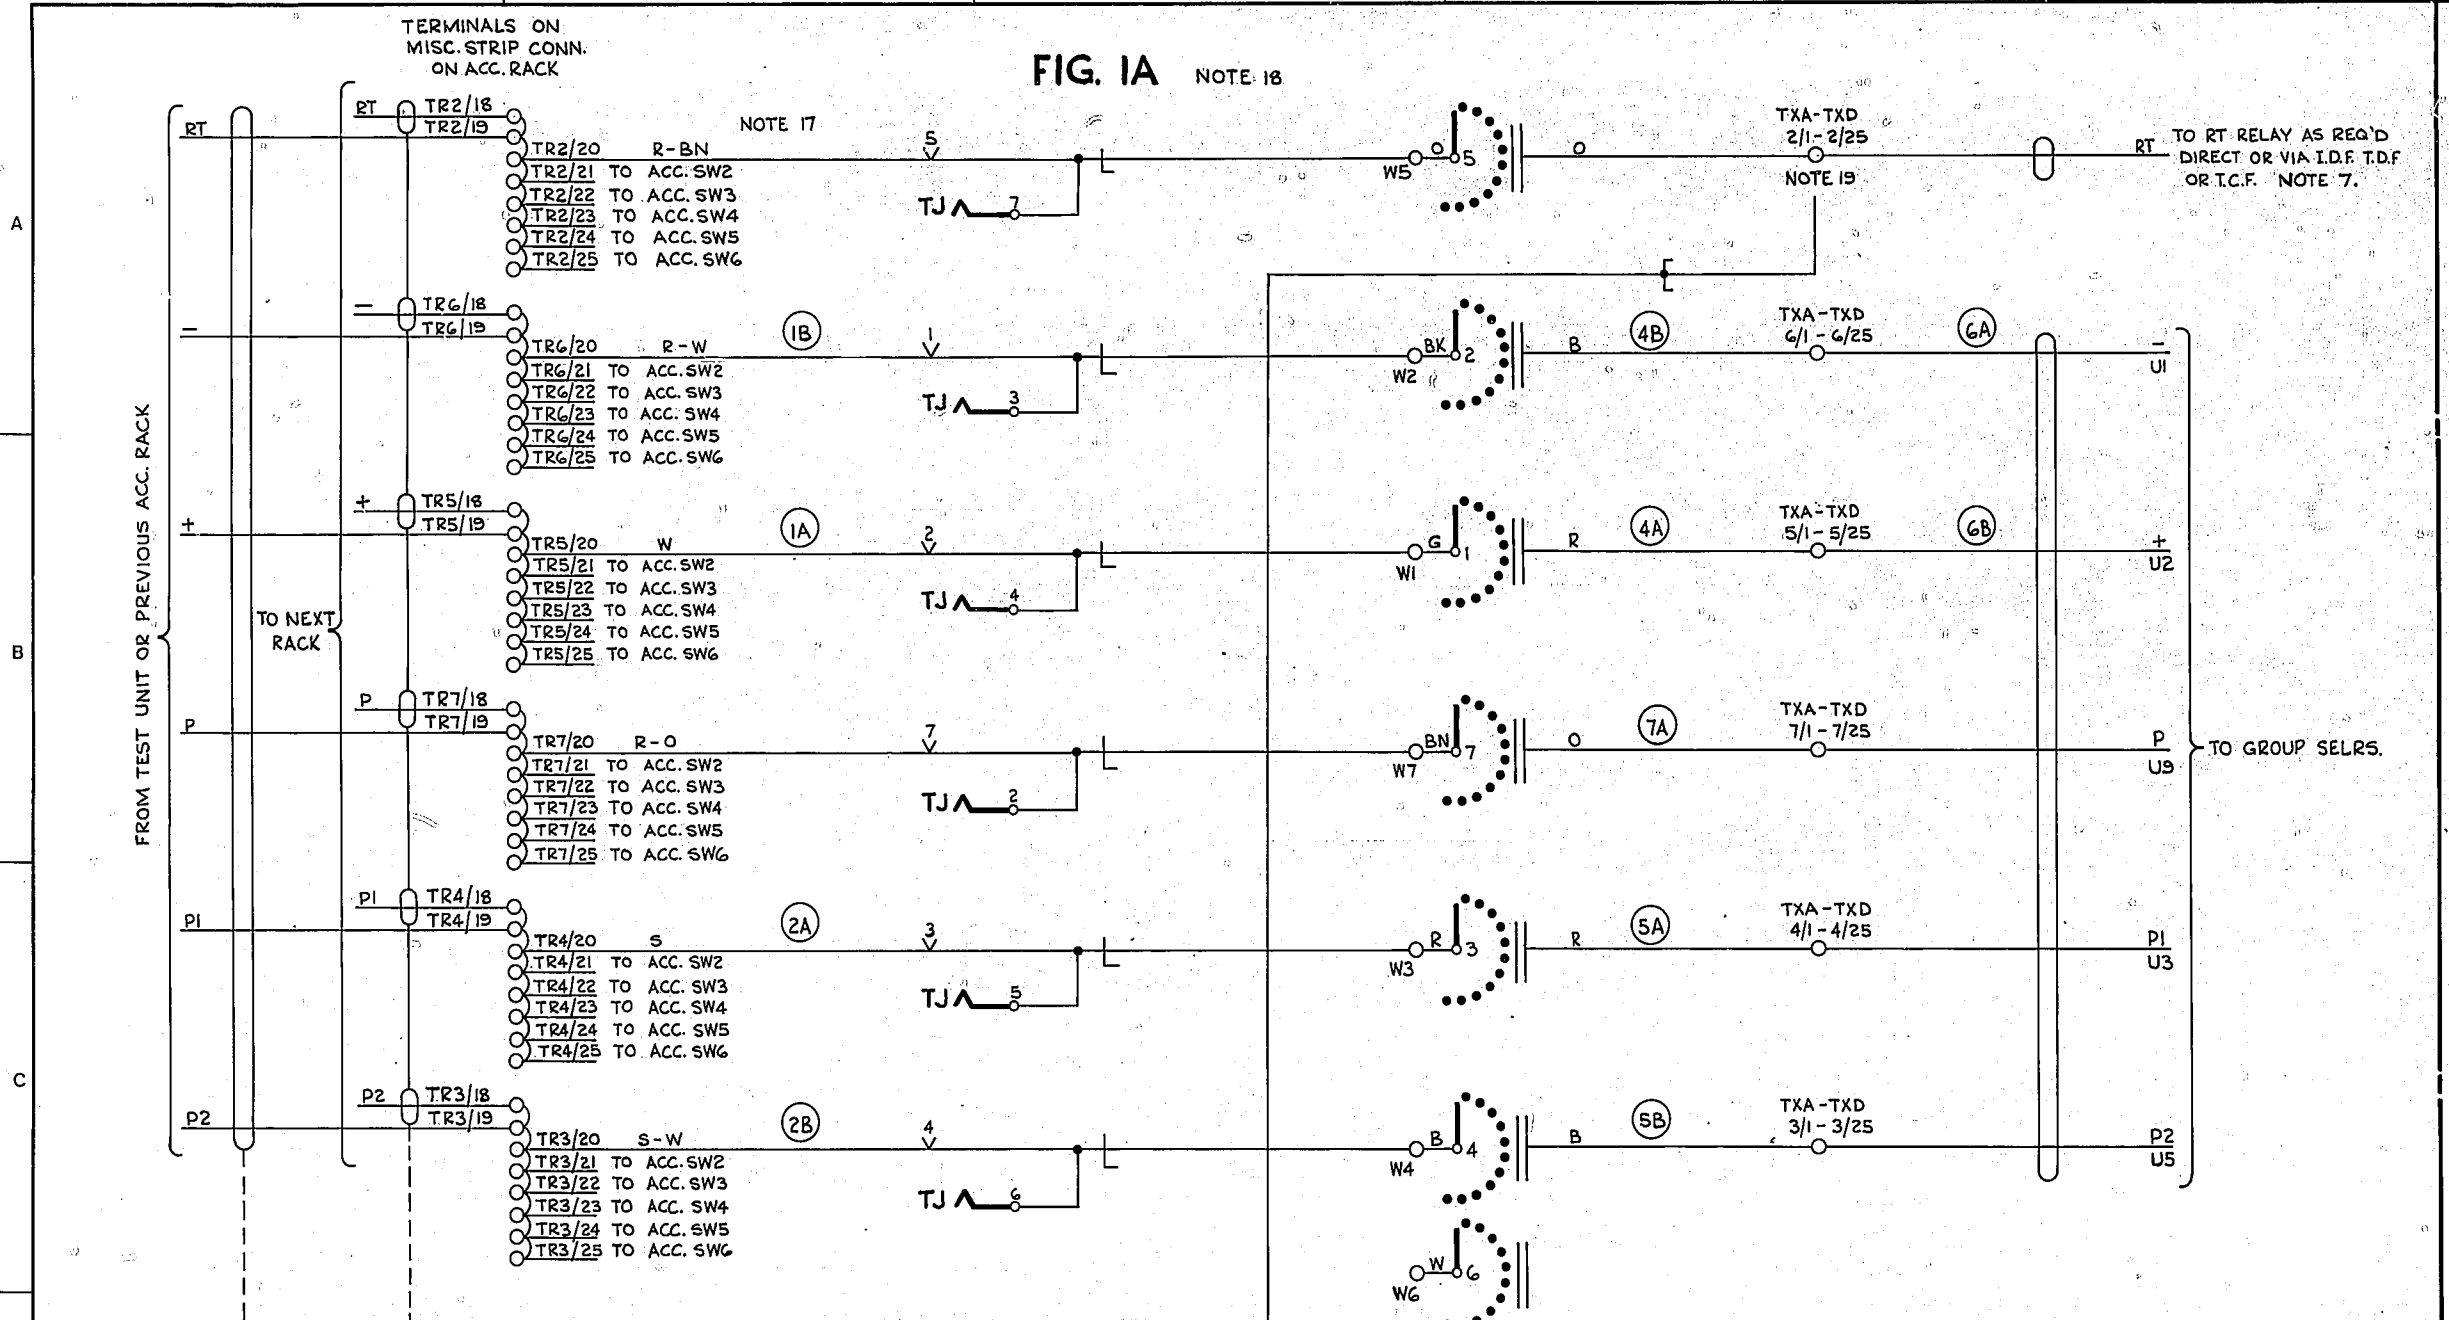 TERMINALS ON
MISC. STRIP CONN.
ON ACC. RACK
FIG. 1A NOTE 18
A
RT
RT
TR2/18
TR2/19
TR2/20 R-BN
TR2/21 TO ACC. SW2
TR2/22 TO ACC. SW3
TR2/23 TO ACC. SW4
TR2/24 TO ACC. SW5
TR2/25 TO ACC. SW6
NOTE 17
5
TJ 7
W5 O 5
O
TXA-TXD
2/1-2/25
NOTE 19
RT
TO RT RELAY AS REQ'D
DIRECT OR VIA I.D.F. T.D.F
OR T.C.F. NOTE 7.
-
-
TR6/18
TR6/19
TR6/20 R-W
TR6/21 TO ACC. SW2
TR6/22 TO ACC. SW3
TR6/23 TO ACC. SW4
TR6/24 TO ACC. SW5
TR6/25 TO ACC. SW6
1B
1
TJ 3
W2 BK 2
B
4B
TXA-TXD
6/1-6/25
6A
-
U1
FROM TEST UNIT OR PREVIOUS ACC. RACK
TO NEXT
RACK
B
+
+
TR5/18
TR5/19
TR5/20 W
TR5/21 TO ACC. SW2
TR5/22 TO ACC. SW3
TR5/23 TO ACC. SW4
TR5/24 TO ACC. SW5
TR5/25 TO ACC. SW6
1A
2
TJ 4
W1 G 1
R
4A
TXA-TXD
5/1-5/25
6B
+
U2
P
P
TR7/18
TR7/19
TR7/20 R-O
TR7/21 TO ACC. SW2
TR7/22 TO ACC. SW3
TR7/23 TO ACC. SW4
TR7/24 TO ACC. SW5
TR7/25 TO ACC. SW6
7
TJ 2
W7 BN 7
O
7A
TXA-TXD
7/1-7/25
P
U9
TO GROUP SELRS.
P1
P1
TR4/18
TR4/19
TR4/20 S
TR4/21 TO ACC. SW2
TR4/22 TO ACC. SW3
TR4/23 TO ACC. SW4
TR4/24 TO ACC. SW5
TR4/25 TO ACC. SW6
2A
3
TJ 5
W3 R 3
R
5A
TXA-TXD
4/1-4/25
P1
U3
C
P2
P2
TR3/18
TR3/19
TR3/20 S-W
TR3/21 TO ACC. SW2
TR3/22 TO ACC. SW3
TR3/23 TO ACC. SW4
TR3/24 TO ACC. SW5
TR3/25 TO ACC. SW6
2B
4
TJ 6
W4 B 4
B
5B
TXA-TXD
3/1-3/25
P2
U5
W6 W 6